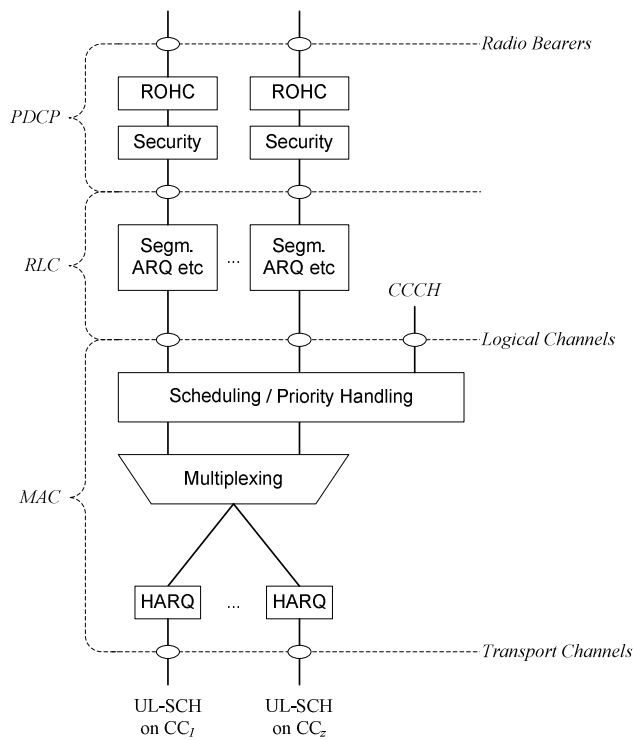 Radio Bearers
ROHC
ROHC
PDCP
Security
Security
Segm.
ARQ etc
...
Segm.
ARQ etc
RLC
CCCH
Logical Channels
Scheduling / Priority Handling
Multiplexing
MAC
HARQ
...
HARQ
Transport Channels
UL-SCH
on CC1
UL-SCH
on CCz